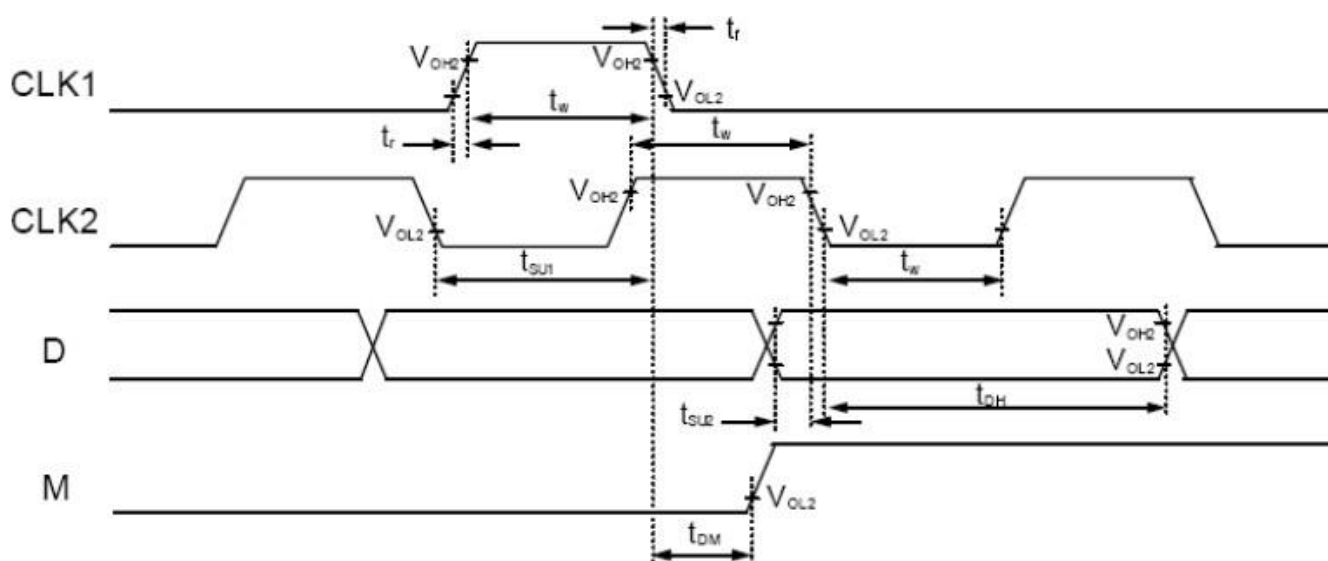 t_f
V_OH2 V_OH2
CLK1 V_OL2
t_w
t_r t_w
V_OH2 V_OH2
CLK2 V_OL2 V_OL2
t_SU1 t_w
D V_OH2
V_OL2
t_SU2 t_DH
M V_OL2
t_DM